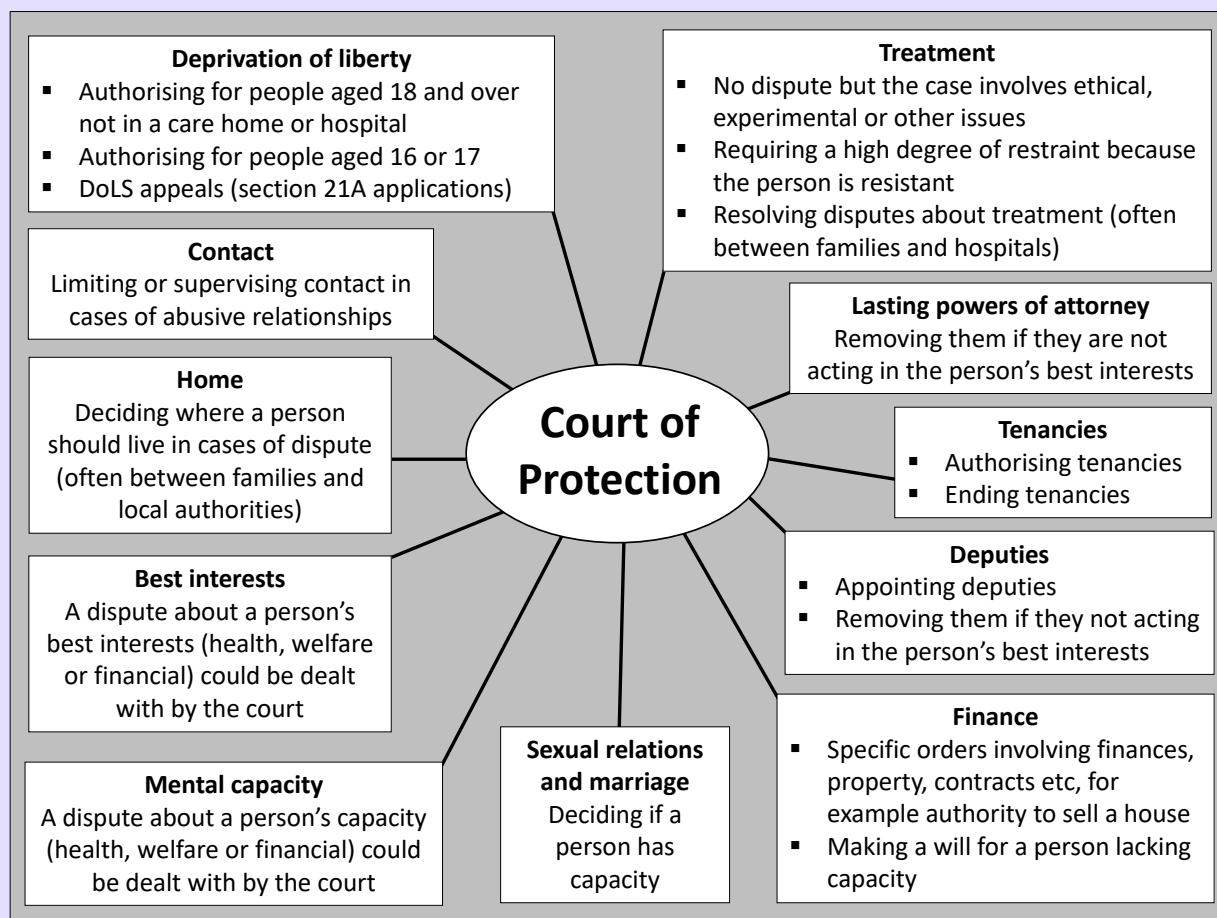 Deprivation of liberty
▪ Authorising for people aged 18 and over
not in a care home or hospital
▪ Authorising for people aged 16 or 17
▪ DoLS appeals (section 21A applications)
Treatment
▪ No dispute but the case involves ethical,
experimental or other issues
▪ Requiring a high degree of restraint because
the person is resistant
▪ Resolving disputes about treatment (often
between families and hospitals)
Contact
Limiting or supervising contact in
cases of abusive relationships
Lasting powers of attorney
Removing them if they are not
acting in the person’s best interests
Home
Deciding where a person
should live in cases of dispute
(often between families and
local authorities)
Court of
Protection
Tenancies
▪ Authorising tenancies
▪ Ending tenancies
Best interests
A dispute about a person’s
best interests (health, welfare
or financial) could be dealt
with by the court
Deputies
▪ Appointing deputies
▪ Removing them if they not acting
in the person’s best interests
Mental capacity
A dispute about a person’s capacity
(health, welfare or financial) could
be dealt with by the court
Sexual relations
and marriage
Deciding if a
person has
capacity
Finance
▪ Specific orders involving finances,
property, contracts etc, for
example authority to sell a house
▪ Making a will for a person lacking
capacity